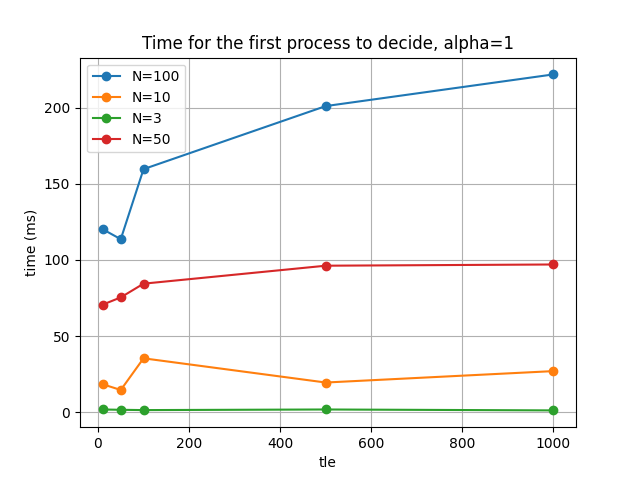 Time for the first process to decide, alpha=1
N=100
N=10
N=3
N=50
200
150
100
50
0
time (ms)
0 200 400 600 800 1000
tle